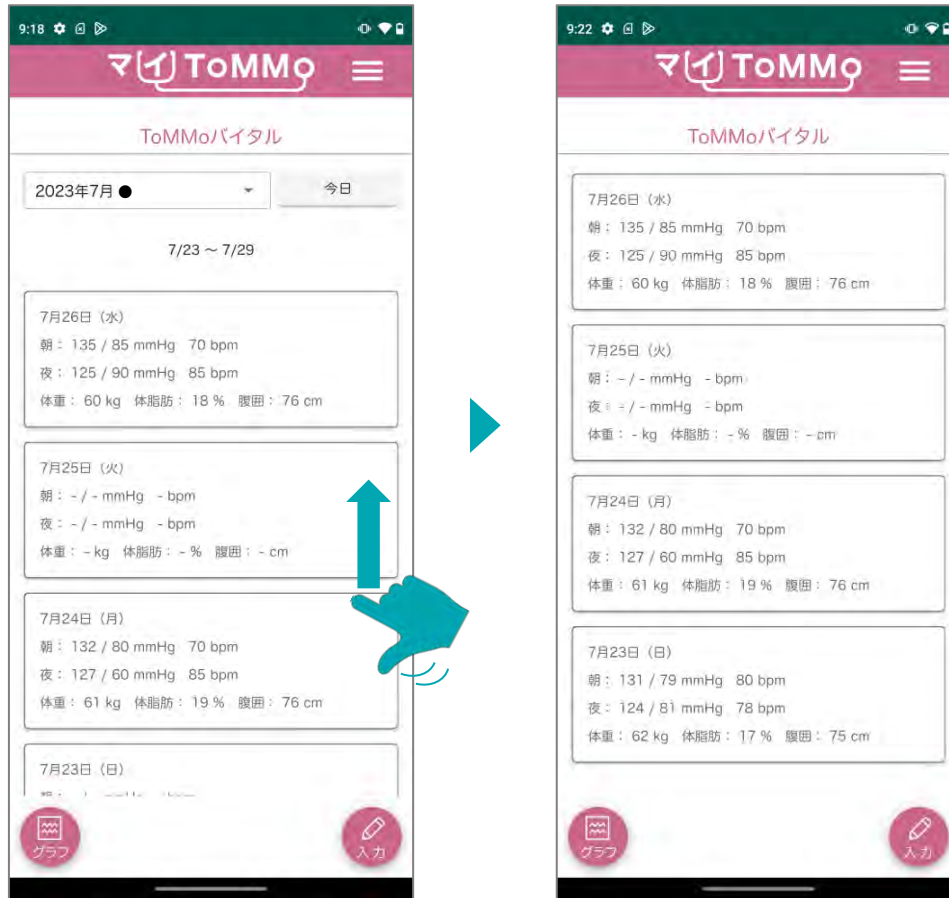 9:18
マイ ToMMo
ToMMoバイタル
2023年7月 ●
今日
7/23 ~ 7/29
7月26日(水)
朝: 135 / 85 mmHg 70 bpm
夜: 125 / 90 mmHg 85 bpm
体重: 60 kg 体脂肪: 18 % 腹囲: 76 cm
7月25日(火)
朝: - / - mmHg - bpm
夜: - / - mmHg - bpm
体重: - kg 体脂肪: - % 腹囲: - cm
7月24日(月)
朝: 132 / 80 mmHg 70 bpm
夜: 127 / 60 mmHg 85 bpm
体重: 61 kg 体脂肪: 19 % 腹囲: 76 cm
7月23日(日)
グラフ
入力
9:22
マイ ToMMo
ToMMoバイタル
7月26日(水)
朝: 135 / 85 mmHg 70 bpm
夜: 125 / 90 mmHg 85 bpm
体重: 60 kg 体脂肪: 18 % 腹囲: 76 cm
7月25日(火)
朝: - / - mmHg - bpm
夜: - / - mmHg - bpm
体重: - kg 体脂肪: - % 腹囲: - cm
7月24日(月)
朝: 132 / 80 mmHg 70 bpm
夜: 127 / 60 mmHg 85 bpm
体重: 61 kg 体脂肪: 19 % 腹囲: 76 cm
7月23日(日)
朝: 131 / 79 mmHg 80 bpm
夜: 124 / 81 mmHg 78 bpm
体重: 62 kg 体脂肪: 17 % 腹囲: 75 cm
グラフ
入力